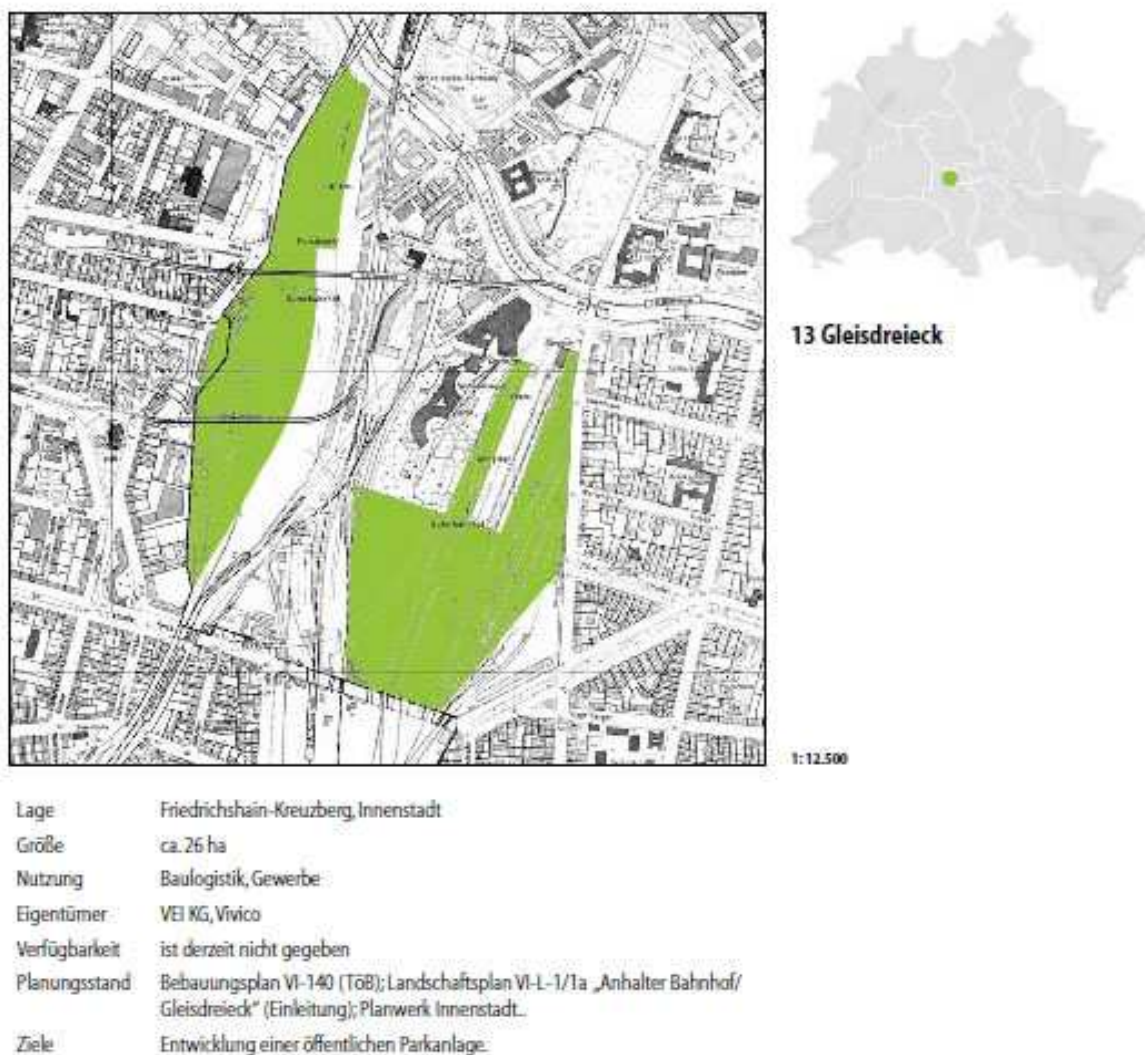 13 Gleisdreieck
1:12.500
Lage Friedrichshain-Kreuzberg, Innenstadt
Größe ca. 26 ha
Nutzung Baulogistik, Gewerbe
Eigentümer VEI KG, Vivico
Verfügbarkeit ist derzeit nicht gegeben
Planungsstand Bebauungsplan VI-140 (TöB); Landschaftsplan VI-L-1/1a „Anhalter Bahnhof/
Gleisdreieck“ (Einleitung); Planwerk Innenstadt..
Ziele Entwicklung einer öffentlichen Parkanlage.